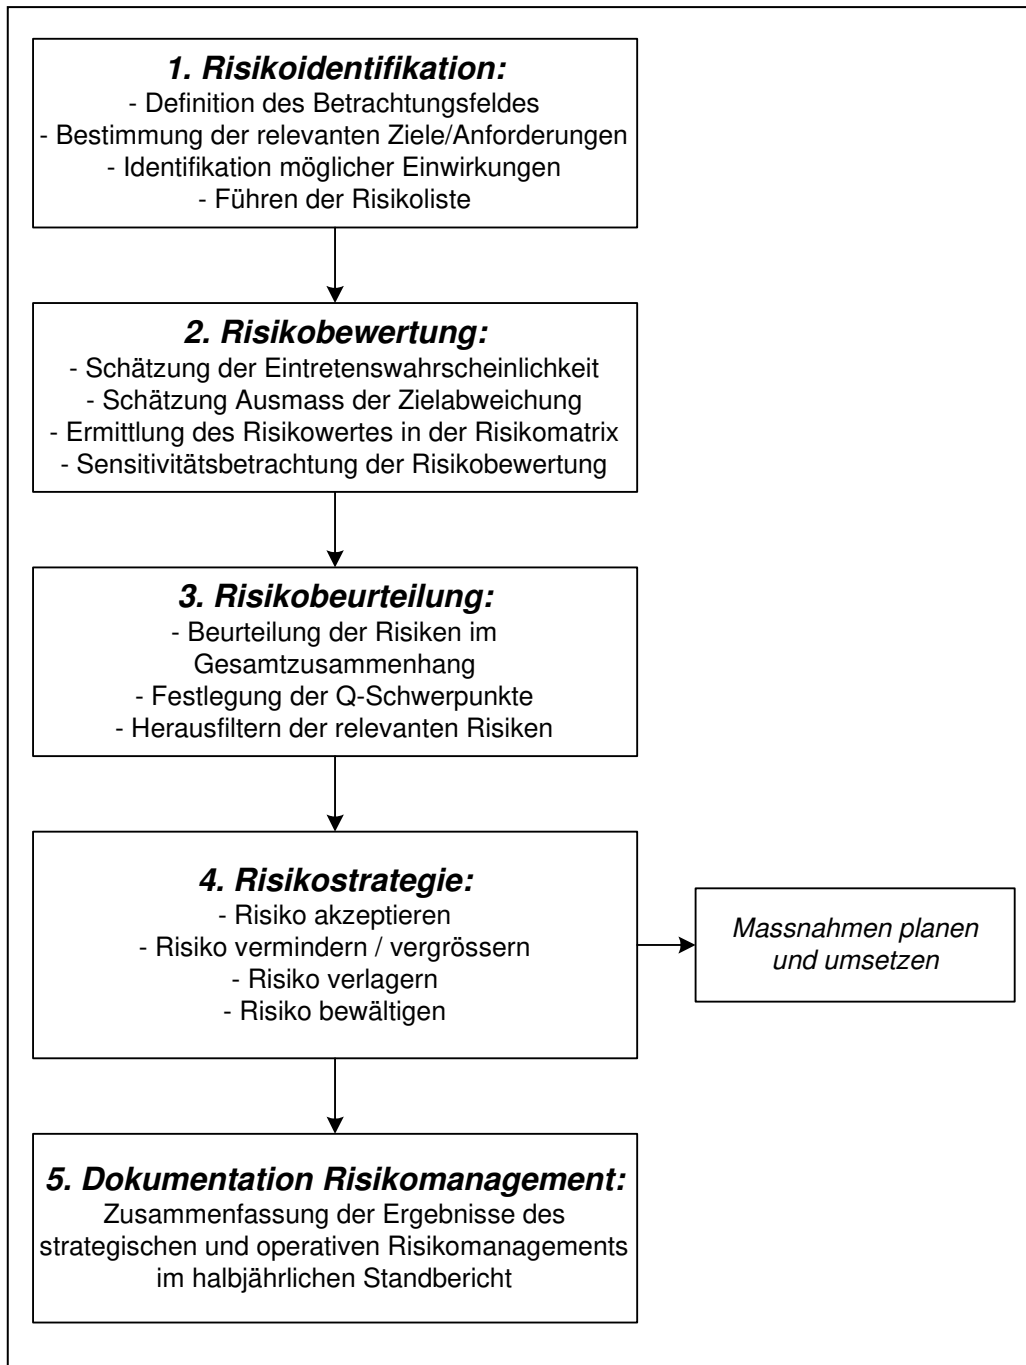 1. Risikoidentifikation:
- Definition des Betrachtungsfeldes
- Bestimmung der relevanten Ziele/Anforderungen
- Identifikation möglicher Einwirkungen
- Führen der Risikoliste
2. Risikobewertung:
- Schätzung der Eintretenswahrscheinlichkeit
- Schätzung Ausmass der Zielabweichung
- Ermittlung des Risikowertes in der Risikomatrix
- Sensitivitätsbetrachtung der Risikobewertung
3. Risikobeurteilung:
- Beurteilung der Risiken im
Gesamtzusammenhang
- Festlegung der Q-Schwerpunkte
- Herausfiltern der relevanten Risiken
4. Risikostrategie:
- Risiko akzeptieren
- Risiko vermindern / vergrössern
- Risiko verlagern
- Risiko bewältigen
Massnahmen planen
und umsetzen
5. Dokumentation Risikomanagement:
Zusammenfassung der Ergebnisse des
strategischen und operativen Risikomanagements
im halbjährlichen Standbericht